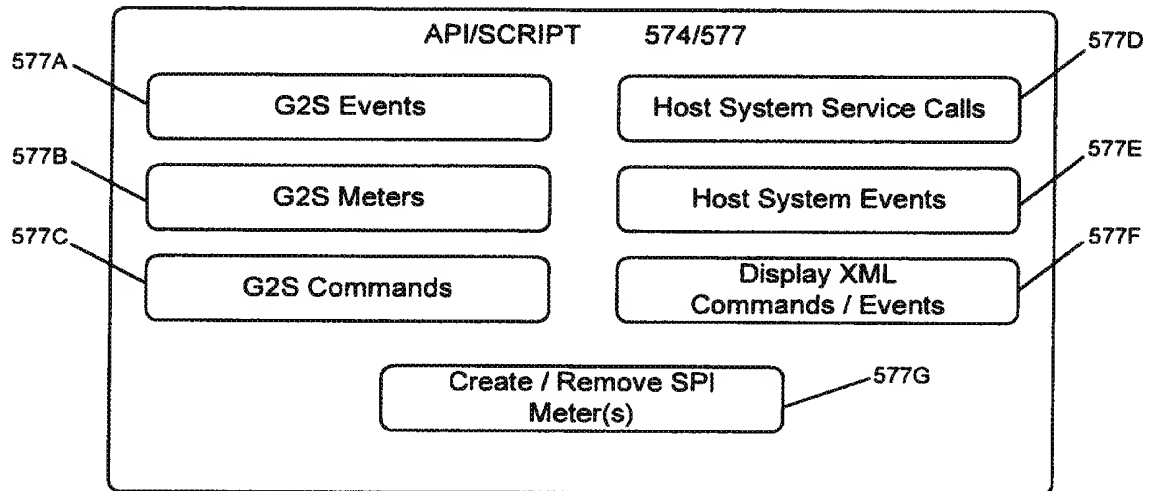 API/SCRIPT 574/577
577A
G2S Events
577D
Host System Service Calls
577B
G2S Meters
577E
Host System Events
577C
G2S Commands
577F
Display XML
Commands / Events
Create / Remove SPI
Meter(s)
577G